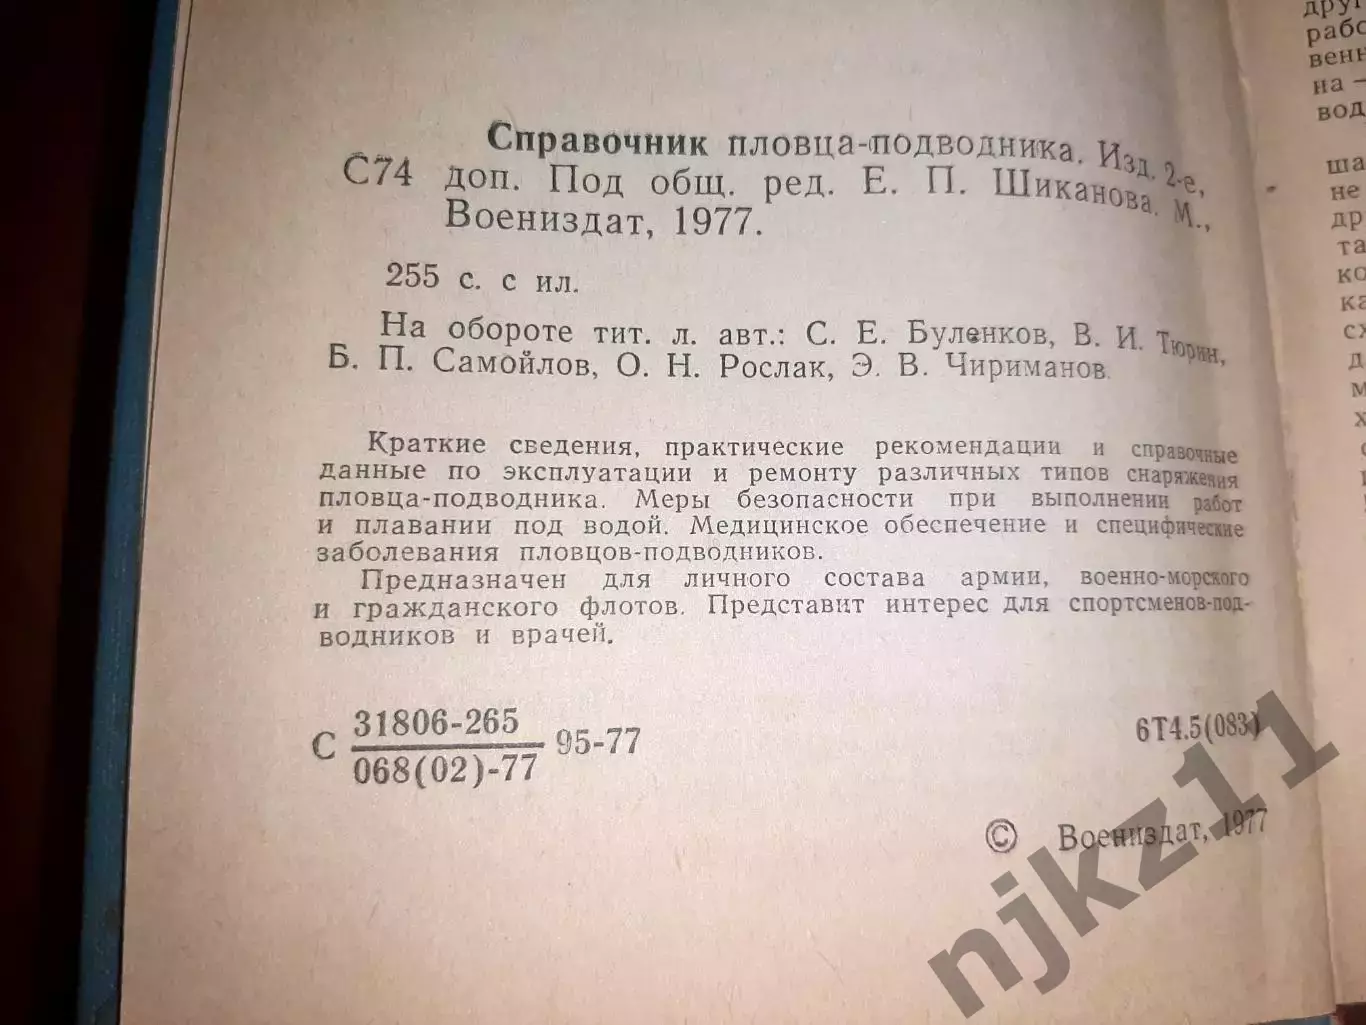 Справочник пловца-подводника. Изд. 2-е,
С74 доп. Под общ. ред. Е. П. Шиканова. М.,
Воениздат, 1977.
255 с. с ил.
На обороте тит. л. авт.: С. Е. Буленков, В. И. Тюрин,
Б. П. Самойлов, О. Н. Рослак, Э. В. Чириманов.
Краткие сведения, практические рекомендации и справочные
данные по эксплуатации и ремонту различных типов снаряжения
пловца-подводника. Меры безопасности при выполнении работ
и плавании под водой. Медицинское обеспечение и специфические
заболевания пловцов-подводников.
Предназначен для личного состава армии, военно-морского
и гражданского флотов. Представит интерес для спортсменов-под-
водников и врачей.
С 31806-265 95-77
068(02)-77
6Т4.5(083)
© Воениздат, 1977
njkz11